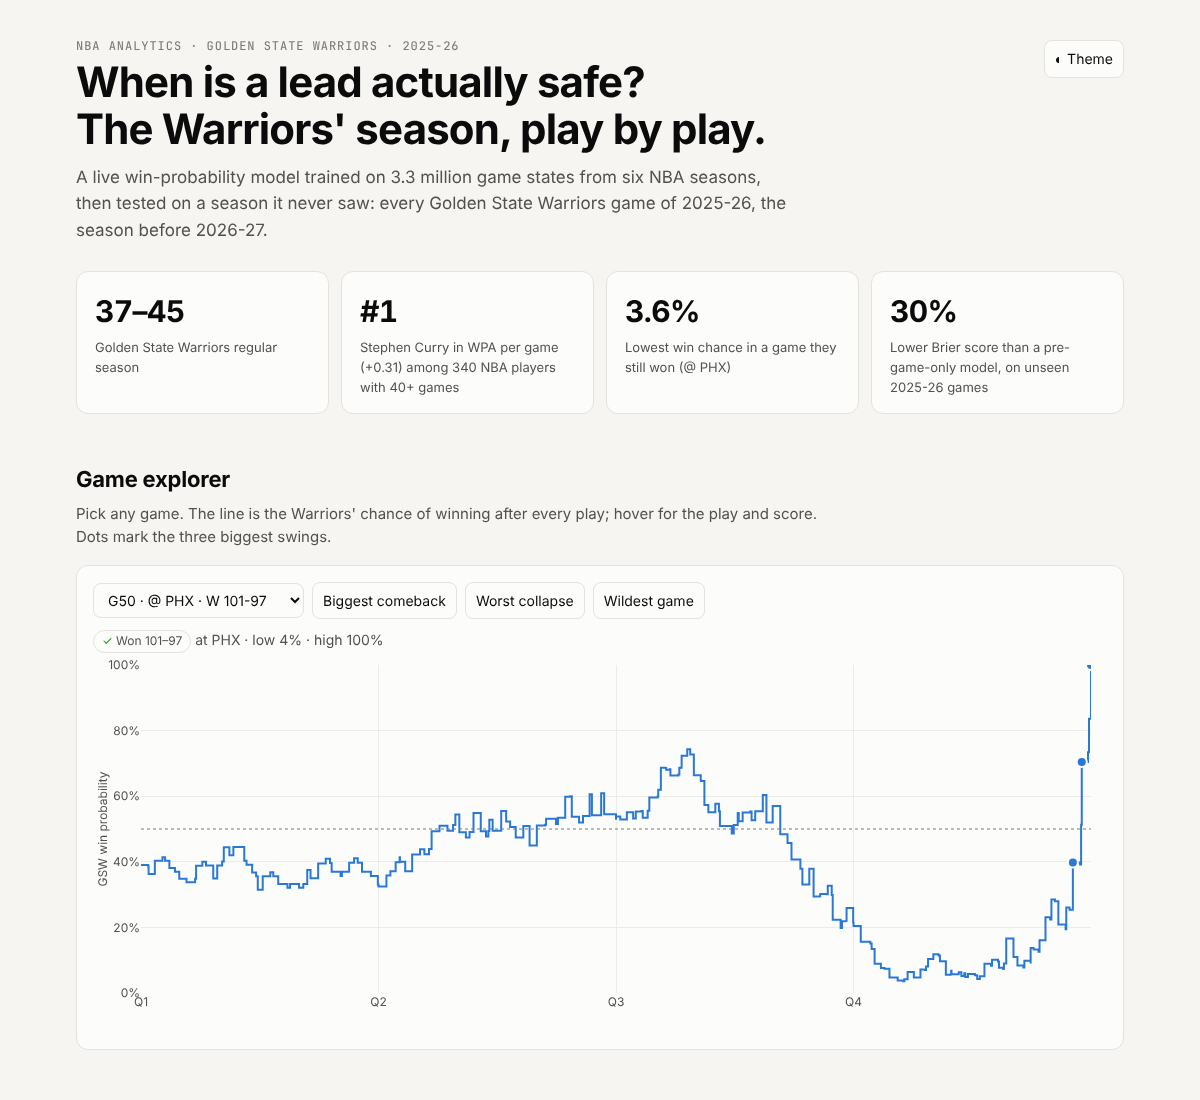 NBA ANALYTICS · GOLDEN STATE WARRIORS · 2025-26
Theme
When is a lead actually safe?
The Warriors' season, play by play.
A live win-probability model trained on 3.3 million game states from six NBA seasons,
then tested on a season it never saw: every Golden State Warriors game of 2025-26, the
season before 2026-27.
37–45
Golden State Warriors regular
season
#1
Stephen Curry in WPA per game
(+0.31) among 340 NBA players
with 40+ games
3.6%
Lowest win chance in a game they
still won (@ PHX)
30%
Lower Brier score than a pre-
game-only model, on unseen
2025-26 games
Game explorer
Pick any game. The line is the Warriors' chance of winning after every play; hover for the play and score.
Dots mark the three biggest swings.
G50 · @ PHX · W 101-97
Biggest comeback
Worst collapse
Wildest game
✓ Won 101–97 at PHX · low 4% · high 100%
100%
80%
60%
40%
20%
0%
GSW win probability
Q1
Q2
Q3
Q4